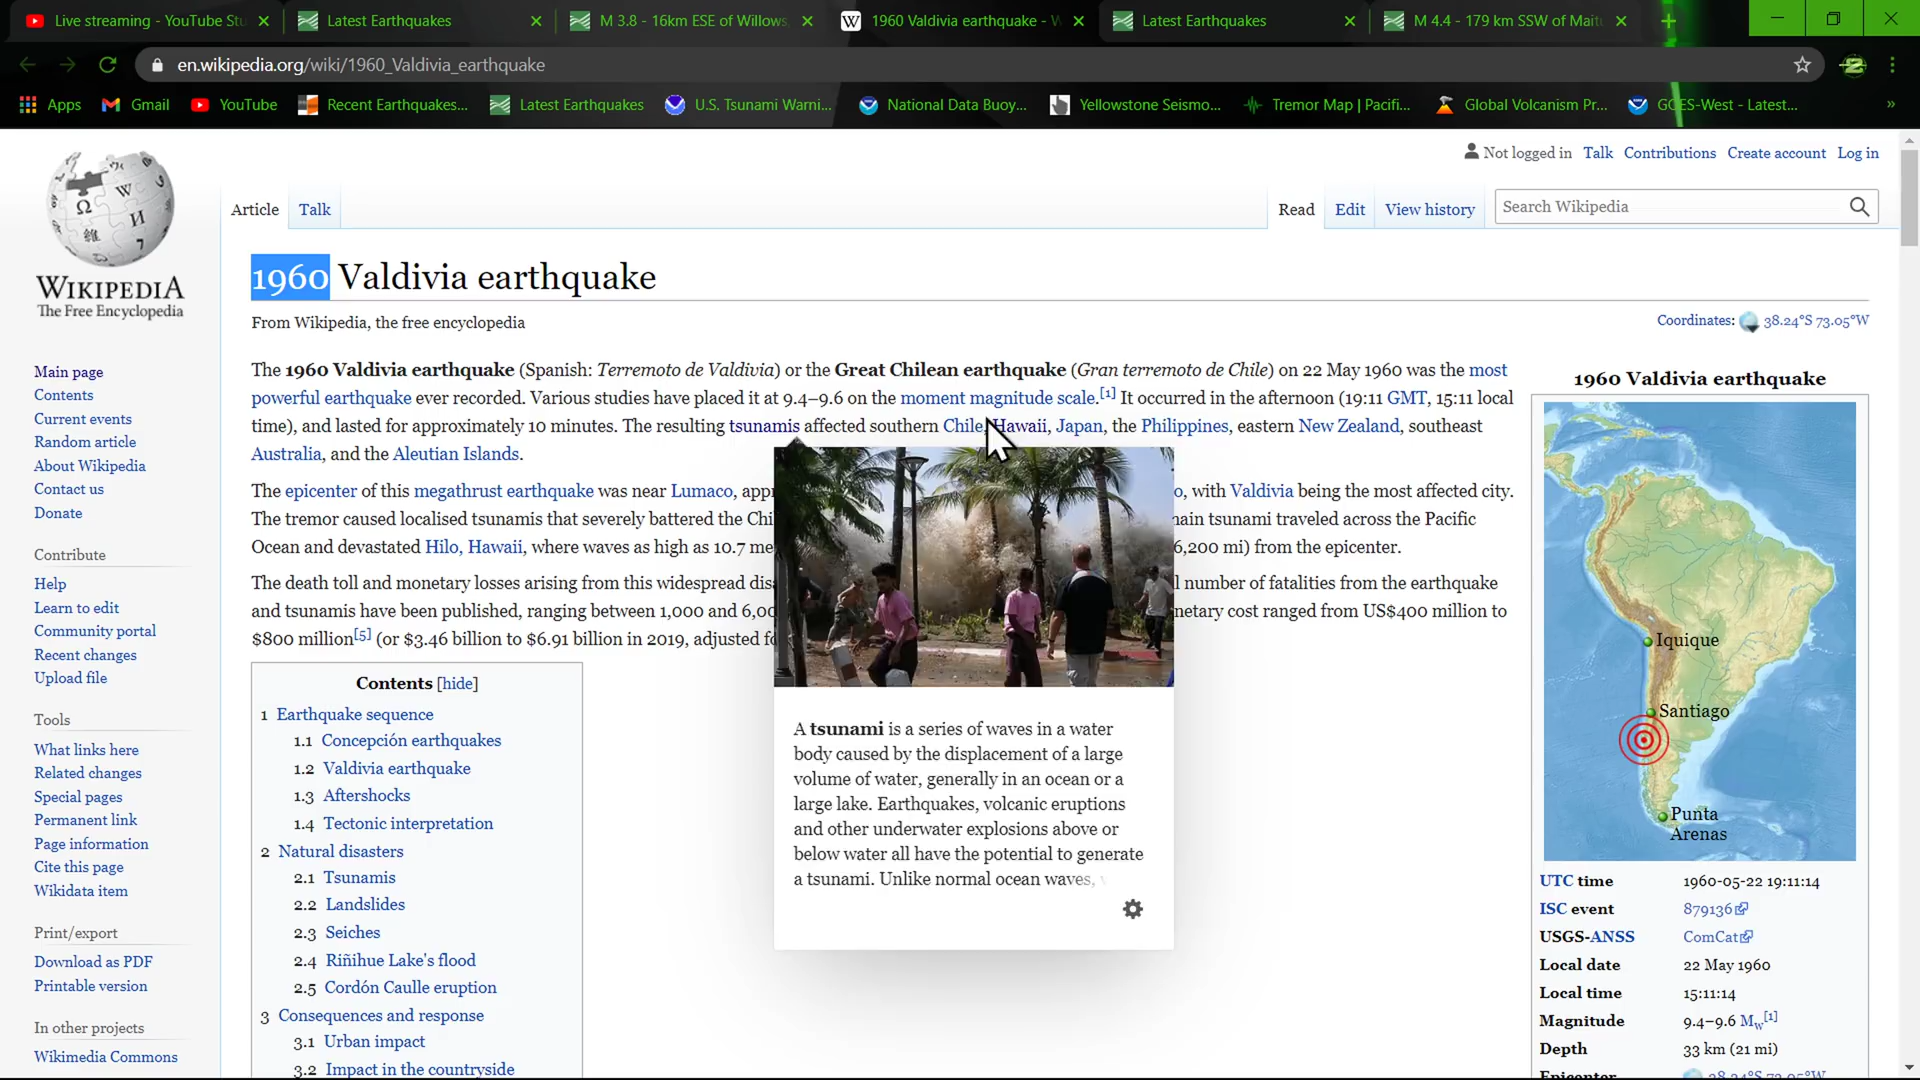 Live streaming - YouTube Stu
Latest Earthquakes
M 3.8 - 16km ESE of Willows,
1960 Valdivia earthquake - W
Latest Earthquakes
M 4.4 - 179 km SSW of Mait
en.wikipedia.org/wiki/1960_Valdivia_earthquake
Apps
Gmail
YouTube
Recent Earthquakes...
Latest Earthquakes
U.S. Tsunami Warni...
National Data Buoy...
Yellowstone Seismo...
Tremor Map | Pacifi...
Global Volcanism Pr...
GOES-West - Latest...
»
Not logged in Talk Contributions Create account Log in
Article Talk
Read Edit View history
Search Wikipedia
WIKIPEDIA
The Free Encyclopedia
1960 Valdivia earthquake
From Wikipedia, the free encyclopedia
Coordinates: 38.24°S 73.05°W
The 1960 Valdivia earthquake (Spanish: Terremoto de Valdivia) or the Great Chilean earthquake (Gran terremoto de Chile) on 22 May 1960 was the most
powerful earthquake ever recorded. Various studies have placed it at 9.4–9.6 on the moment magnitude scale.[1] It occurred in the afternoon (19:11 GMT, 15:11 local
time), and lasted for approximately 10 minutes. The resulting tsunamis affected southern Chile, Hawaii, Japan, the Philippines, eastern New Zealand, southeast
Australia, and the Aleutian Islands.
The epicenter of this megathrust earthquake was near Lumaco, app o, with Valdivia being the most affected city.
The tremor caused localised tsunamis that severely battered the Chi ain tsunami traveled across the Pacific
Ocean and devastated Hilo, Hawaii, where waves as high as 10.7 me 6,200 mi) from the epicenter.
The death toll and monetary losses arising from this widespread disa l number of fatalities from the earthquake
and tsunamis have been published, ranging between 1,000 and 6,00 netary cost ranged from US$400 million to
$800 million[5] (or $3.46 billion to $6.91 billion in 2019, adjusted fo
A tsunami is a series of waves in a water
body caused by the displacement of a large
volume of water, generally in an ocean or a
large lake. Earthquakes, volcanic eruptions
and other underwater explosions above or
below water all have the potential to generate
a tsunami. Unlike normal ocean waves,
Contents [hide]
1 Earthquake sequence
1.1 Concepción earthquakes
1.2 Valdivia earthquake
1.3 Aftershocks
1.4 Tectonic interpretation
2 Natural disasters
2.1 Tsunamis
2.2 Landslides
2.3 Seiches
2.4 Riñihue Lake's flood
2.5 Cordón Caulle eruption
3 Consequences and response
3.1 Urban impact
3.2 Impact in the countryside
Main page
Contents
Current events
Random article
About Wikipedia
Contact us
Donate
Contribute
Help
Learn to edit
Community portal
Recent changes
Upload file
Tools
What links here
Related changes
Special pages
Permanent link
Page information
Cite this page
Wikidata item
Print/export
Download as PDF
Printable version
In other projects
Wikimedia Commons
1960 Valdivia earthquake
Iquique
Santiago
Punta
Arenas
UTC time 1960-05-22 19:11:14
ISC event 879136
USGS-ANSS ComCat
Local date 22 May 1960
Local time 15:11:14
Magnitude 9.4–9.6 Mw[1]
Depth 33 km (21 mi)
Epicenter 38.24°S 73.05°W